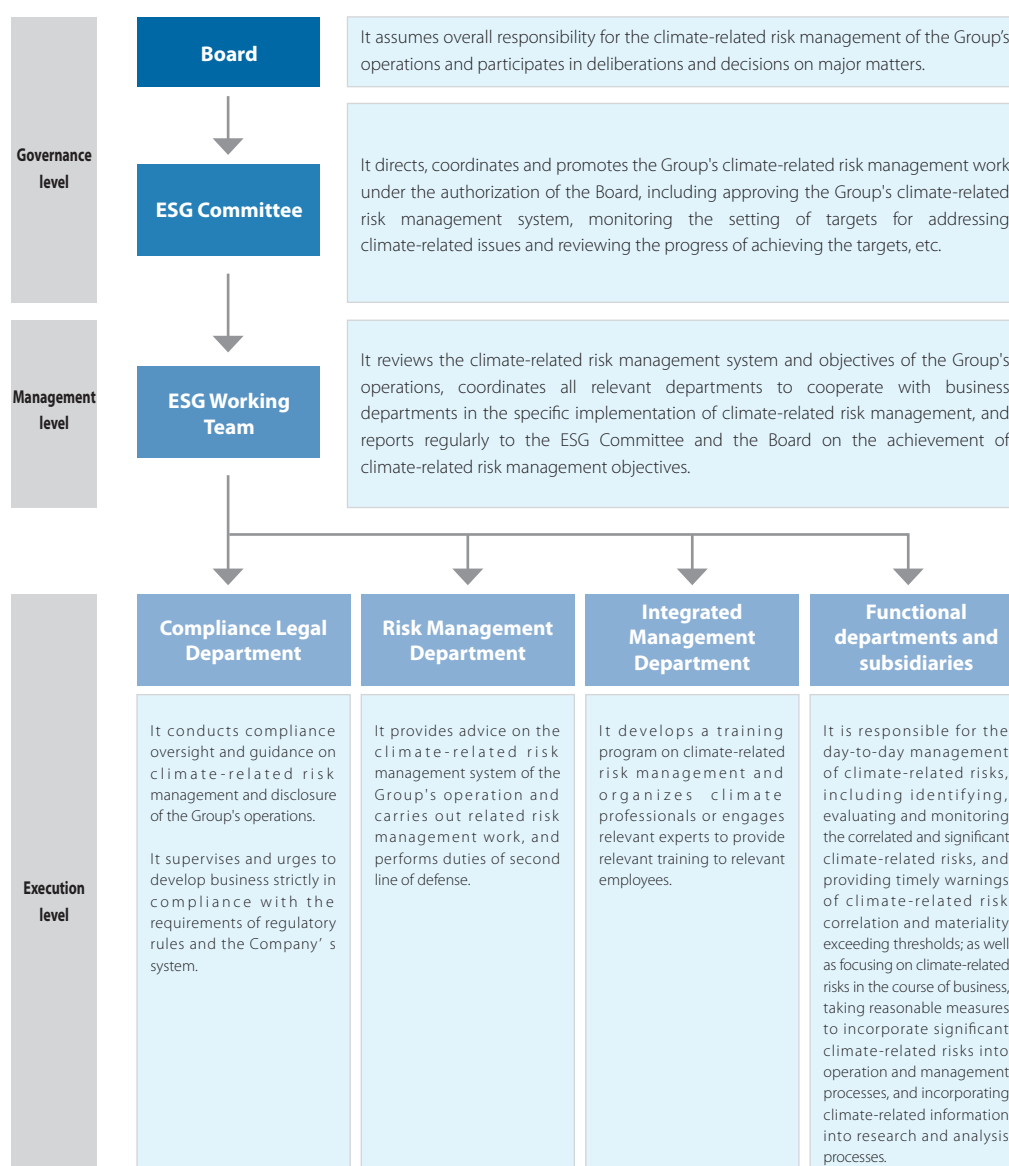 Governance
level
Board
It assumes overall responsibility for the climate-related risk management of the Group's
operations and participates in deliberations and decisions on major matters.
ESG Committee
It directs, coordinates and promotes the Group's climate-related risk management work
under the authorization of the Board, including approving the Group's climate-related
risk management system, monitoring the setting of targets for addressing
climate-related issues and reviewing the progress of achieving the targets, etc.
Management
level
ESG Working
Team
It reviews the climate-related risk management system and objectives of the Group's
operations, coordinates all relevant departments to cooperate with business
departments in the specific implementation of climate-related risk management, and
reports regularly to the ESG Committee and the Board on the achievement of
climate-related risk management objectives.
Execution
level
Compliance Legal
Department
It conducts compliance
oversight and guidance on
climate-related risk
management and disclosure
of the Group's operations.
It supervises and urges to
develop business strictly in
compliance with the
requirements of regulatory
rules and the Company' s
system.
Risk Management
Department
It provides advice on the
climate-related risk
management system of the
Group's operation and
carries out related risk
management work, and
performs duties of second
line of defense.
Integrated
Management
Department
It develops a training
program on climate-related
risk management and
organizes climate
professionals or engages
relevant experts to provide
relevant training to relevant
employees.
Functional
departments and
subsidiaries
It is responsible for the
day-to-day management
of climate-related risks,
including identifying,
evaluating and monitoring
the correlated and significant
climate-related risks, and
providing timely warnings
of climate-related risk
correlation and materiality
exceeding thresholds; as well
as focusing on climate-related
risks in the course of business,
taking reasonable measures
to incorporate significant
climate-related risks into
operation and management
processes, and incorporating
climate-related information
into research and analysis
processes.